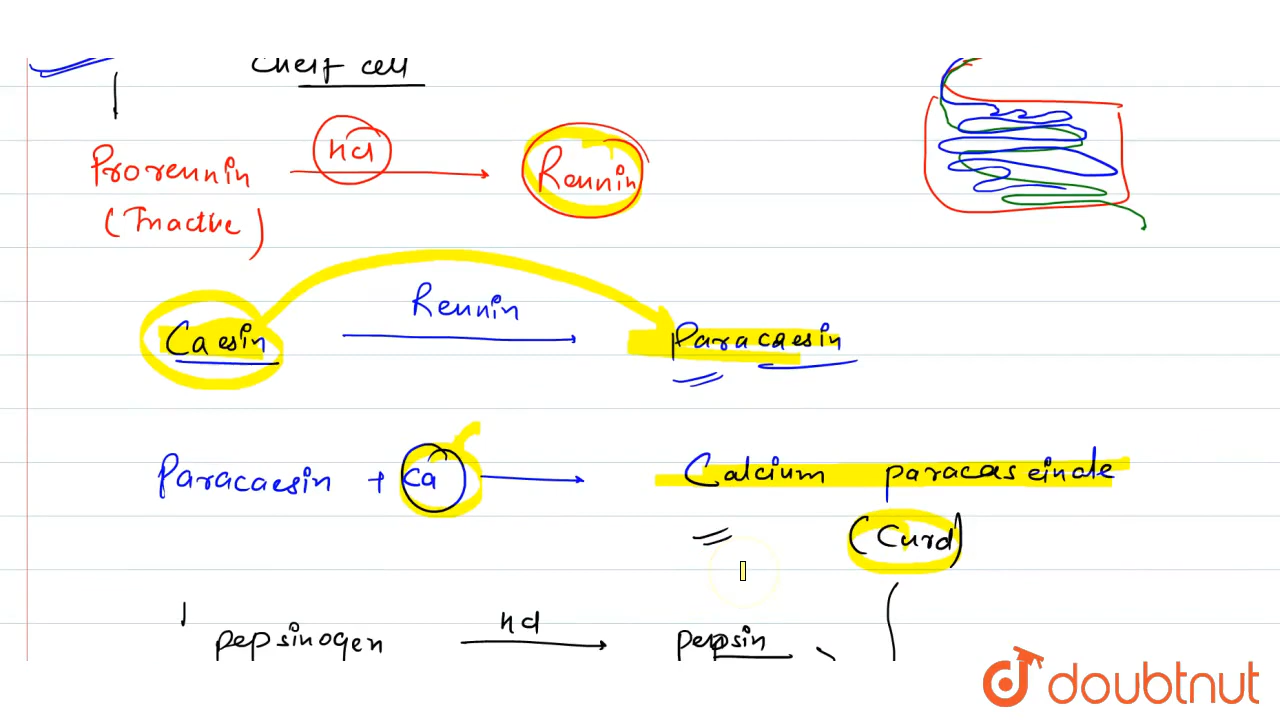 Chief cell
HCl
Prorennin Rennin
(Inactive)
Rennin
Caesin Paracaesin
Paracaesin + Ca Calcium paracaseinate
(Curd)
HCl
pepsinogen pepsin
doubtnut